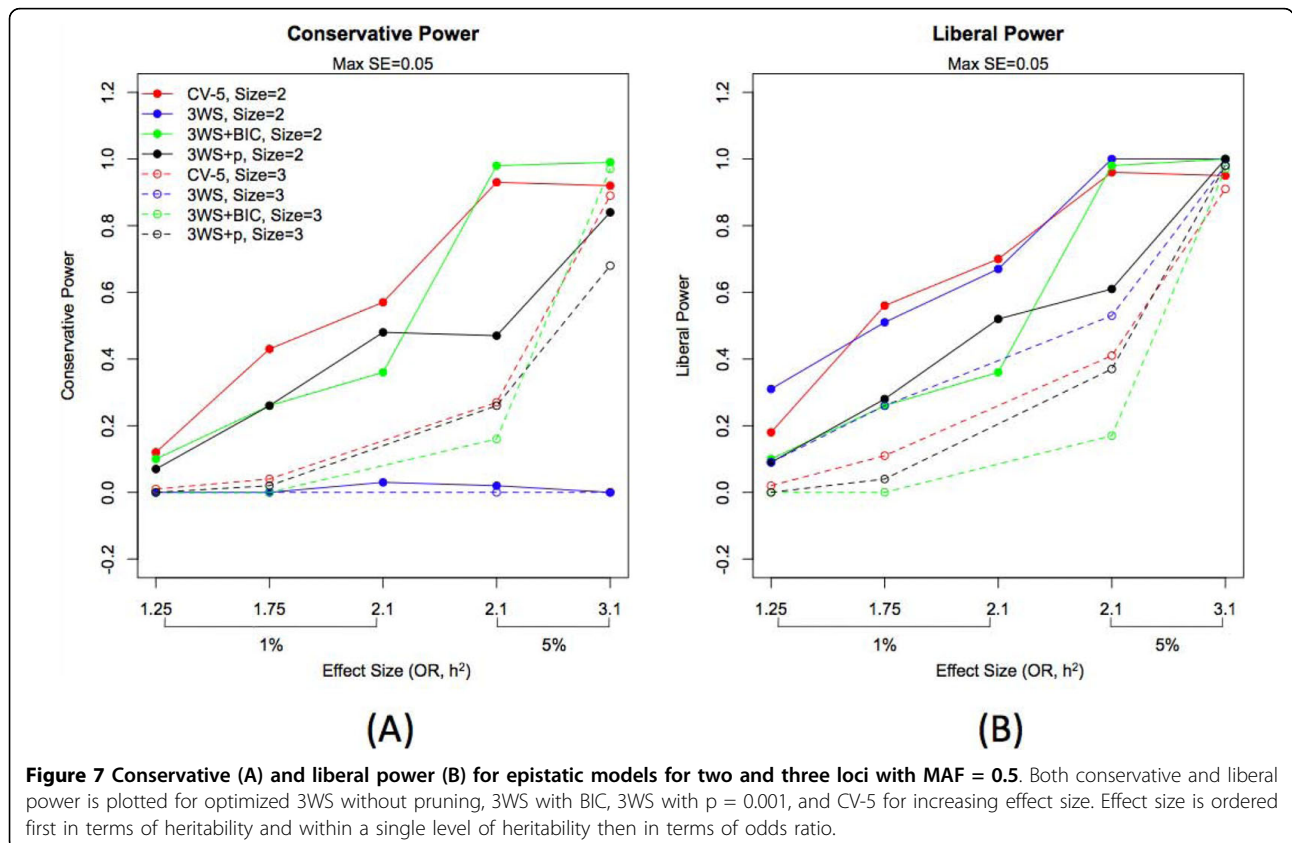 Conservative Power
Max SE=0.05
1.2
1.0
0.8
0.6
0.4
0.2
0.0
-0.2
Conservative Power
CV-5, Size=2
3WS, Size=2
3WS+BIC, Size=2
3WS+p, Size=2
CV-5, Size=3
3WS, Size=3
3WS+BIC, Size=3
3WS+p, Size=3
1.25 1.75 2.1 2.1 3.1
1% 5%
Effect Size (OR, h²)
(A)
Liberal Power
Max SE=0.05
1.2
1.0
0.8
0.6
0.4
0.2
0.0
-0.2
Liberal Power
1.25 1.75 2.1 2.1 3.1
1% 5%
Effect Size (OR, h²)
(B)
Figure 7 Conservative (A) and liberal power (B) for epistatic models for two and three loci with MAF = 0.5. Both conservative and liberal
power is plotted for optimized 3WS without pruning, 3WS with BIC, 3WS with p = 0.001, and CV-5 for increasing effect size. Effect size is ordered
first in terms of heritability and within a single level of heritability then in terms of odds ratio.